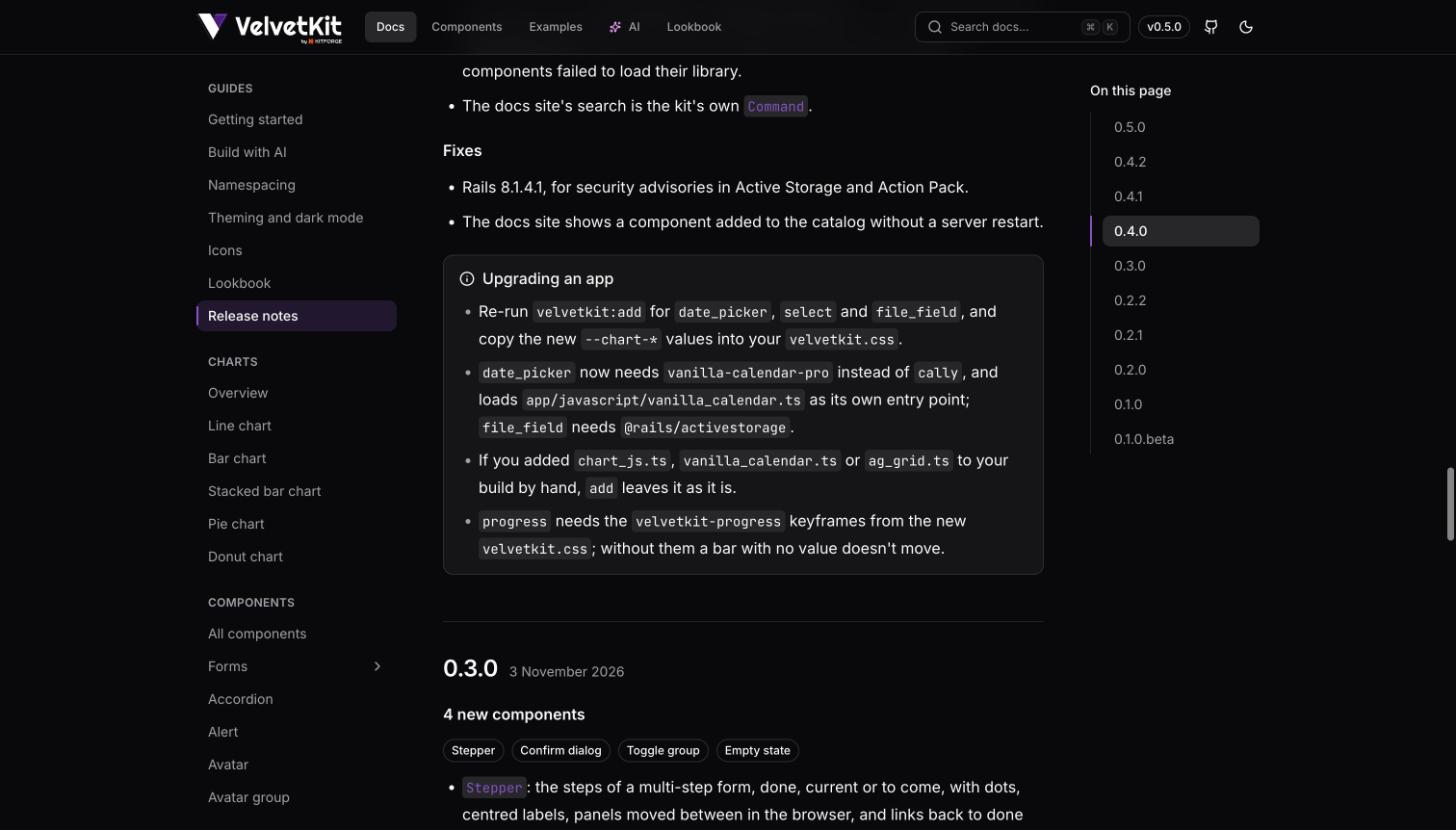 VelvetKit
by KITFORGE
Docs
Components
Examples
AI
Lookbook
Search docs...
⌘ K
v0.5.0
GUIDES
Getting started
Build with AI
Namespacing
Theming and dark mode
Icons
Lookbook
Release notes
CHARTS
Overview
Line chart
Bar chart
Stacked bar chart
Pie chart
Donut chart
COMPONENTS
All components
Forms
Accordion
Alert
Avatar
Avatar group
components failed to load their library.
• The docs site's search is the kit's own Command.
Fixes
• Rails 8.1.4.1, for security advisories in Active Storage and Action Pack.
• The docs site shows a component added to the catalog without a server restart.
Upgrading an app
• Re-run velvetkit:add for date_picker, select and file_field, and
copy the new --chart-* values into your velvetkit.css.
• date_picker now needs vanilla-calendar-pro instead of cally, and
loads app/javascript/vanilla_calendar.ts as its own entry point;
file_field needs @rails/activestorage.
• If you added chart_js.ts, vanilla_calendar.ts or ag_grid.ts to your
build by hand, add leaves it as it is.
• progress needs the velvetkit-progress keyframes from the new
velvetkit.css; without them a bar with no value doesn't move.
0.3.0 3 November 2026
4 new components
Stepper
Confirm dialog
Toggle group
Empty state
• Stepper: the steps of a multi-step form, done, current or to come, with dots,
centred labels, panels moved between in the browser, and links back to done
On this page
0.5.0
0.4.2
0.4.1
0.4.0
0.3.0
0.2.2
0.2.1
0.2.0
0.1.0
0.1.0.beta